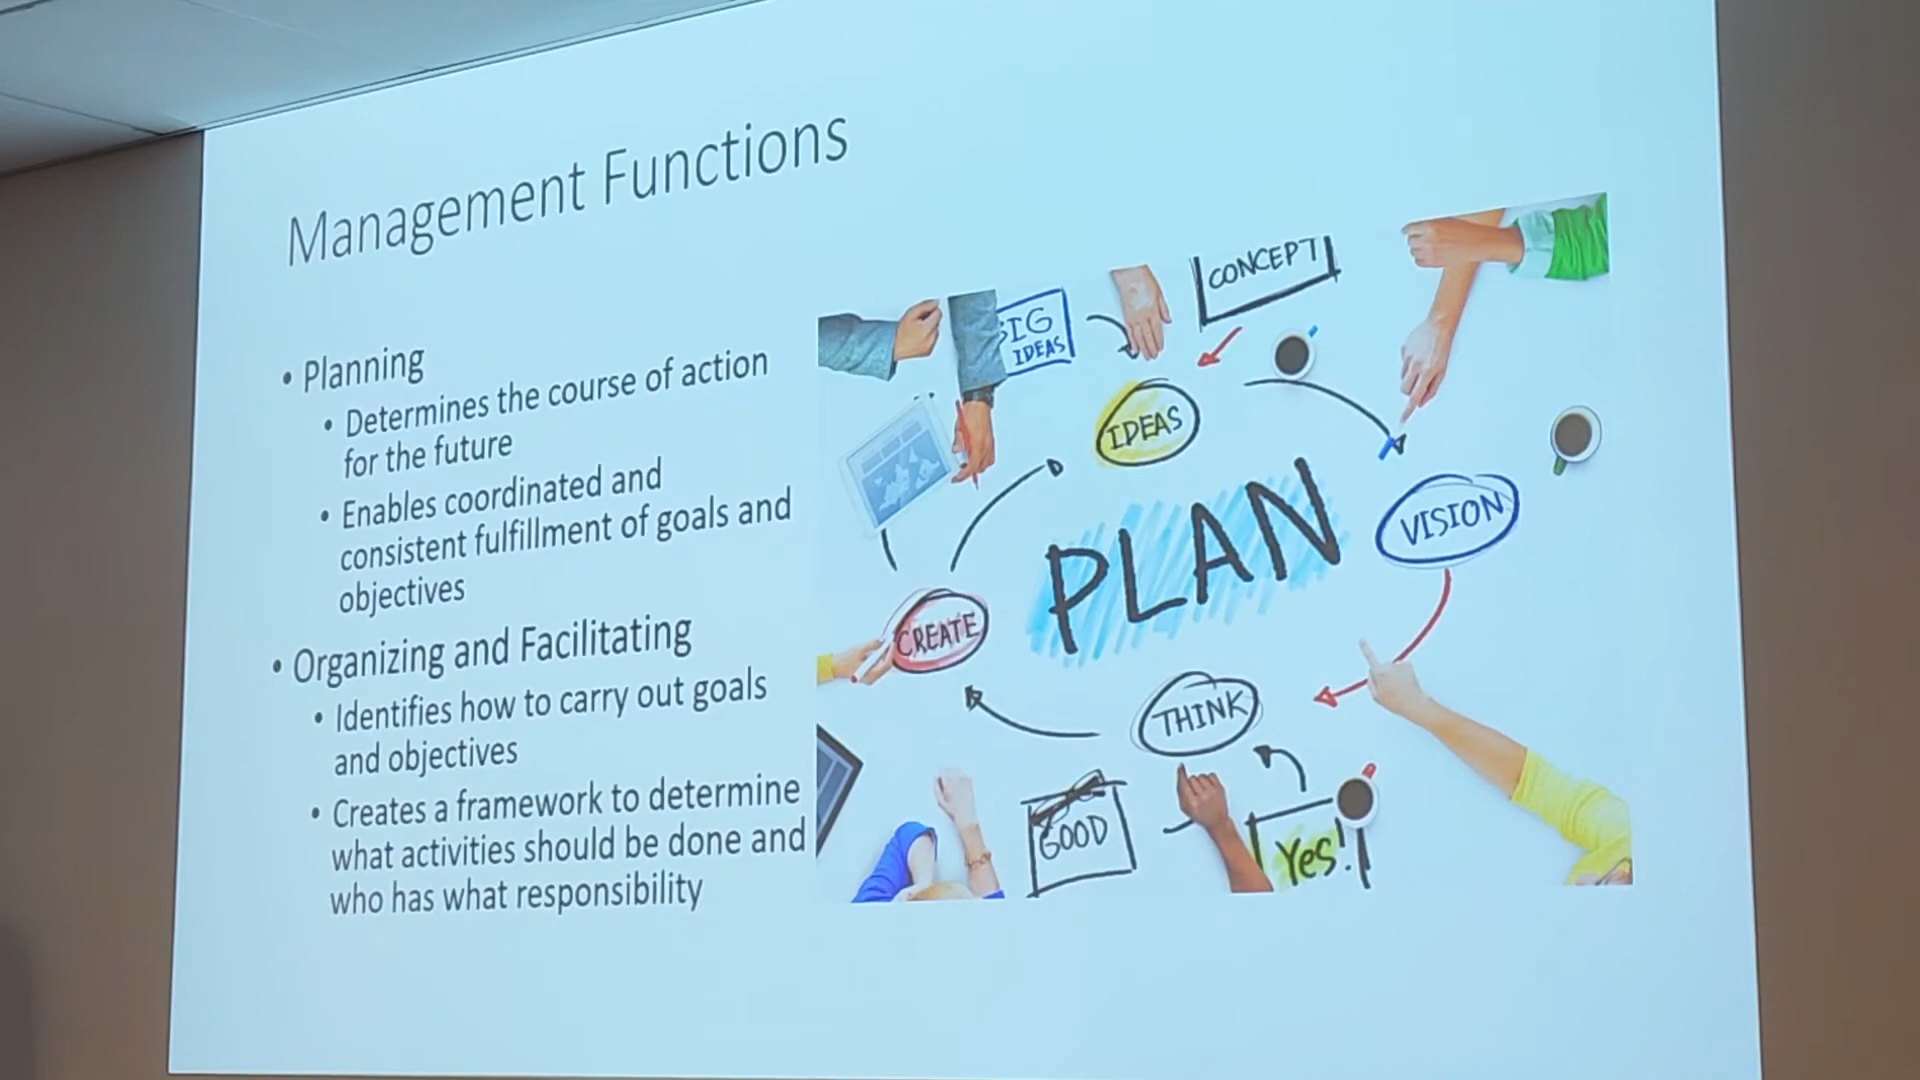 Management Functions
• Planning
• Determines the course of action
for the future
• Enables coordinated and
consistent fulfillment of goals and
objectives
• Organizing and Facilitating
• Identifies how to carry out goals
and objectives
• Creates a framework to determine
what activities should be done and
who has what responsibility
BIG
IDEAS
CONCEPT
IDEAS
VISION
PLAN
CREATE
THINK
GOOD
Yes!